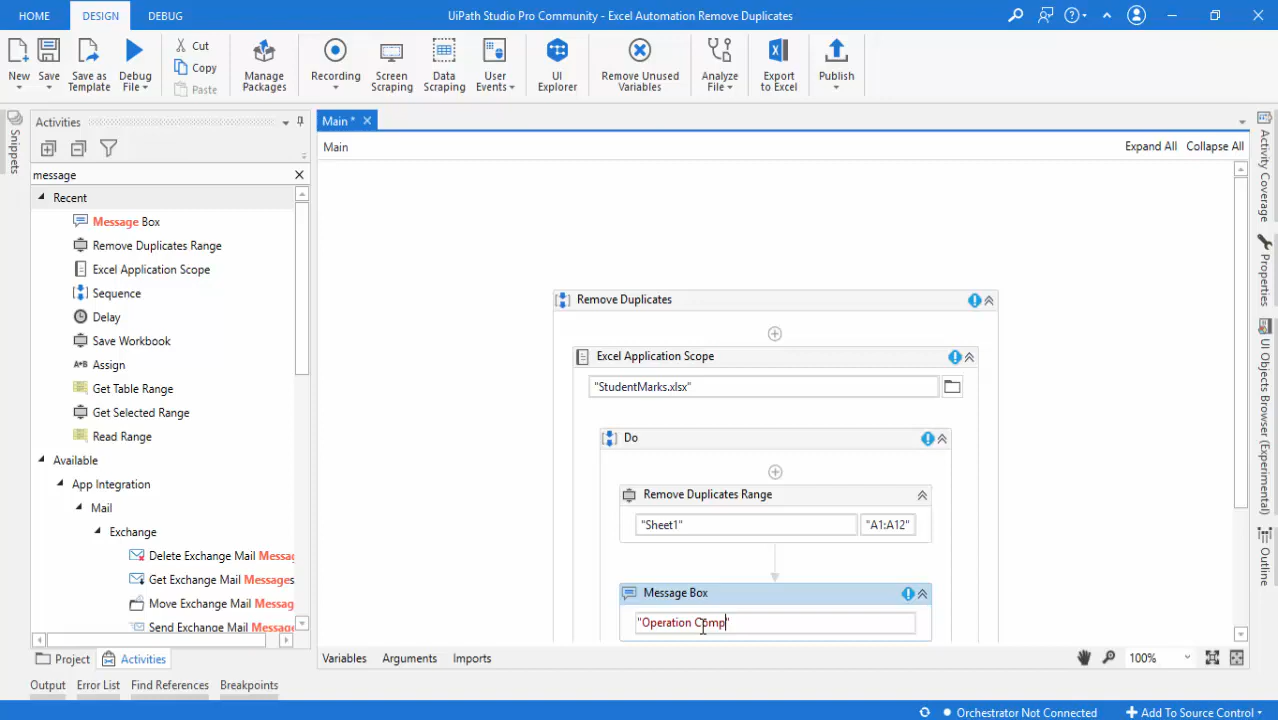 HOME DESIGN DEBUG UiPath Studio Pro Community - Excel Automation Remove Duplicates
New Save Save as Template Debug File Cut Copy Paste Manage Packages Recording Screen Scraping Data Scraping User Events UI Explorer Remove Unused Variables Analyze File Export to Excel Publish
Snippets
Activities
message
Recent
Message Box
Remove Duplicates Range
Excel Application Scope
Sequence
Delay
Save Workbook
A*B Assign
Get Table Range
Get Selected Range
Read Range
Available
App Integration
Mail
Exchange
Delete Exchange Mail Messag
Get Exchange Mail Messages
Move Exchange Mail Messag
Send Exchange Mail Messag
Project Activities
Main *
Main Expand All Collapse All
Remove Duplicates
Excel Application Scope
"StudentMarks.xlsx"
Do
Remove Duplicates Range
"Sheet1" "A1:A12"
Message Box
"Operation Comp"
Variables Arguments Imports 100%
Activity Coverage
Properties
UI Objects Browser (Experimental)
Outline
Output Error List Find References Breakpoints
Orchestrator Not Connected Add To Source Control